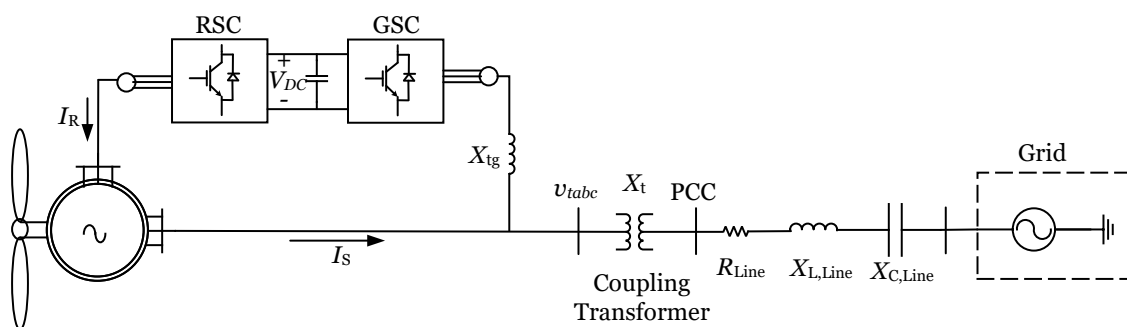 RSC
GSC
+
V_DC
-
I_R
X_tg
Grid
v_tabc
X_t
PCC
I_S
R_Line
X_L,Line
X_C,Line
Coupling
Transformer